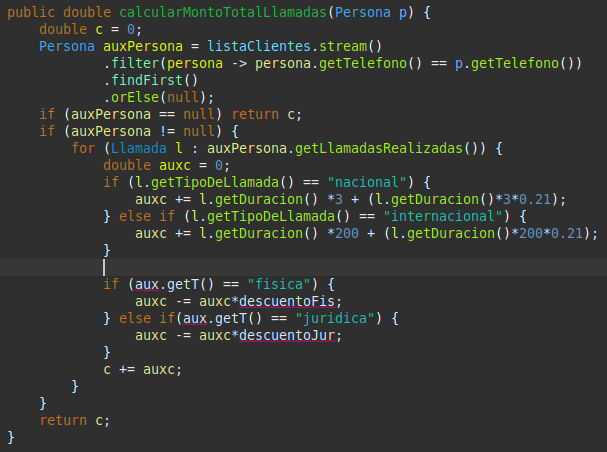 public double calcularMontoTotalLlamadas(Persona p) {
    double c = 0;
    Persona auxPersona = listaClientes.stream()
            .filter(persona -> persona.getTelefono() == p.getTelefono())
            .findFirst()
            .orElse(null);
    if (auxPersona == null) return c;
    if (auxPersona != null) {
        for (Llamada l : auxPersona.getLlamadasRealizadas()) {
            double auxc = 0;
            if (l.getTipoDeLlamada() == "nacional") {
                auxc += l.getDuracion() *3 + (l.getDuracion()*3*0.21);
            } else if (l.getTipoDeLlamada() == "internacional") {
                auxc += l.getDuracion() *200 + (l.getDuracion()*200*0.21);
            }
            if (aux.getT() == "fisica") {
                auxc -= auxc*descuentoFis;
            } else if(aux.getT() == "juridica") {
                auxc -= auxc*descuentoJur;
            }
            c += auxc;
        }
    }
    return c;
}